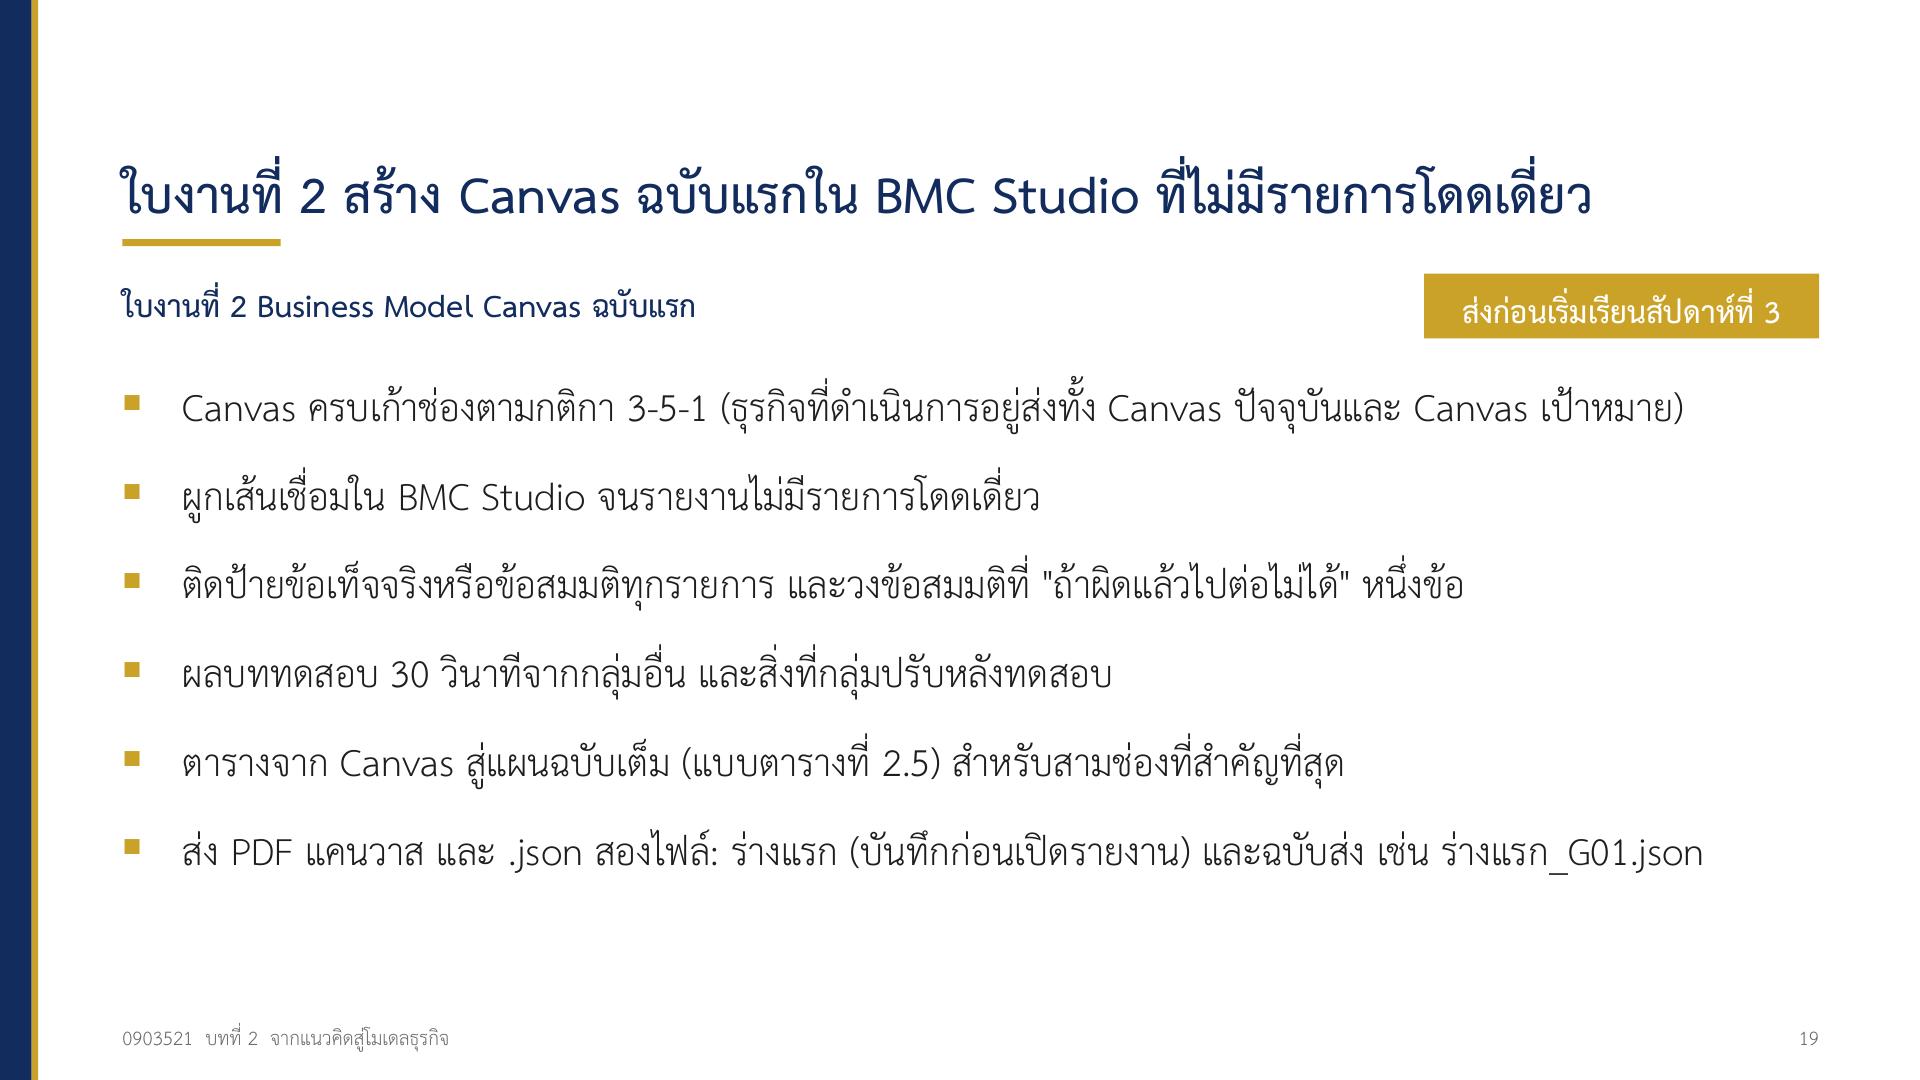 ใบงานที่ 2 สร้าง Canvas ฉบับแรกใน BMC Studio ที่ไม่มีรายการโดดเดี่ยว
ใบงานที่ 2 Business Model Canvas ฉบับแรก
ส่งก่อนเริ่มเรียนสัปดาห์ที่ 3
Canvas ครบเก้าช่องตามกติกา 3-5-1 (ธุรกิจที่ดำเนินการอยู่ส่งทั้ง Canvas ปัจจุบันและ Canvas เป้าหมาย)
ผูกเส้นเชื่อมใน BMC Studio จนรายงานไม่มีรายการโดดเดี่ยว
ติดป้ายข้อเท็จจริงหรือข้อสมมติทุกรายการ และวงข้อสมมติที่ "ถ้าผิดแล้วไปต่อไม่ได้" หนึ่งข้อ
ผลบททดสอบ 30 วินาทีจากกลุ่มอื่น และสิ่งที่กลุ่มปรับหลังทดสอบ
ตารางจาก Canvas สู่แผนฉบับเต็ม (แบบตารางที่ 2.5) สำหรับสามช่องที่สำคัญที่สุด
ส่ง PDF แคนวาส และ .json สองไฟล์: ร่างแรก (บันทึกก่อนเปิดรายงาน) และฉบับส่ง เช่น ร่างแรก_G01.json
0903521 บทที่ 2 จากแนวคิดสู่โมเดลธุรกิจ
19